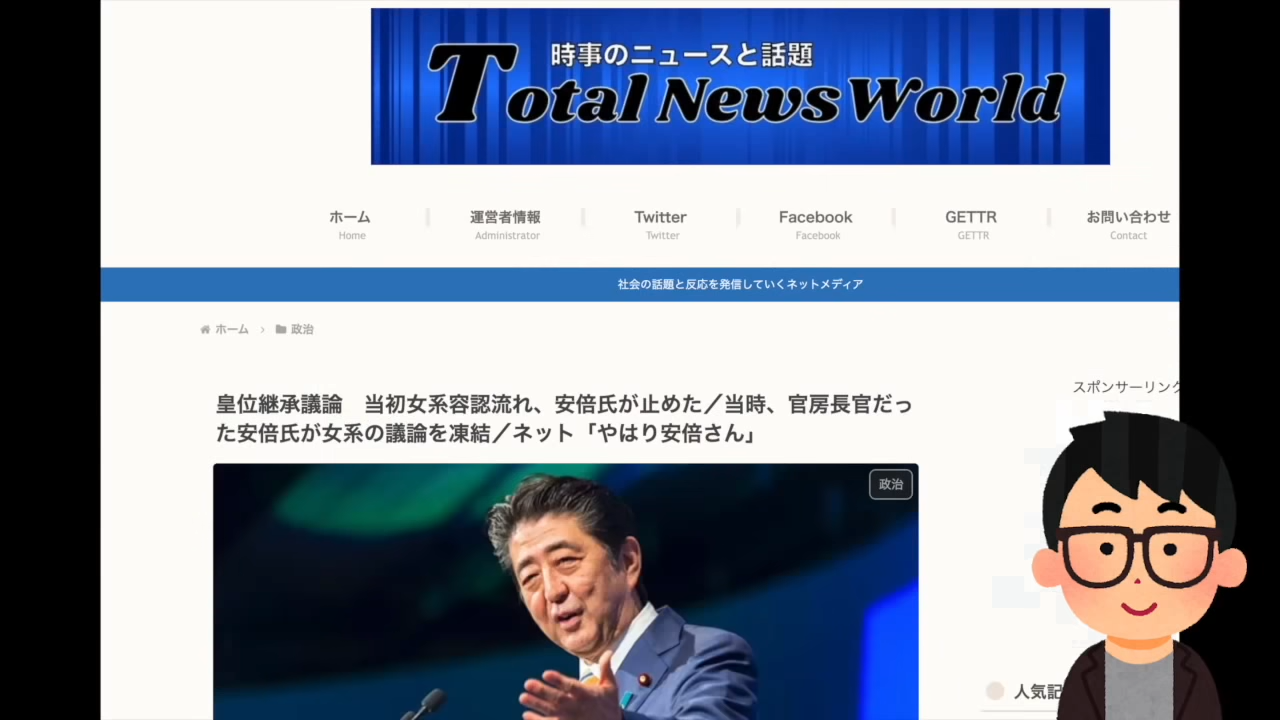 時事のニュースと話題
Total News World
ホーム
Home
運営者情報
Administrator
Twitter
Twitter
Facebook
Facebook
GETTR
GETTR
お問い合わせ
Contact
社会の話題と反応を発信していくネットメディア
ホーム > 政治
皇位継承議論　当初女系容認流れ、安倍氏が止めた／当時、官房長官だっ
た安倍氏が女系の議論を凍結／ネット「やはり安倍さん」
政治
スポンサーリンク
人気記